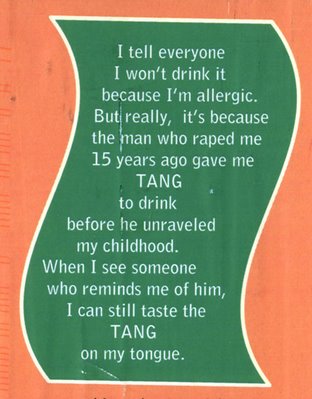 I tell everyone
I won't drink it
because I'm allergic.
But really, it's because
the man who raped me
15 years ago gave me
TANG
to drink
before he unraveled
my childhood.
When I see someone
who reminds me of him,
I can still taste the
TANG
on my tongue.